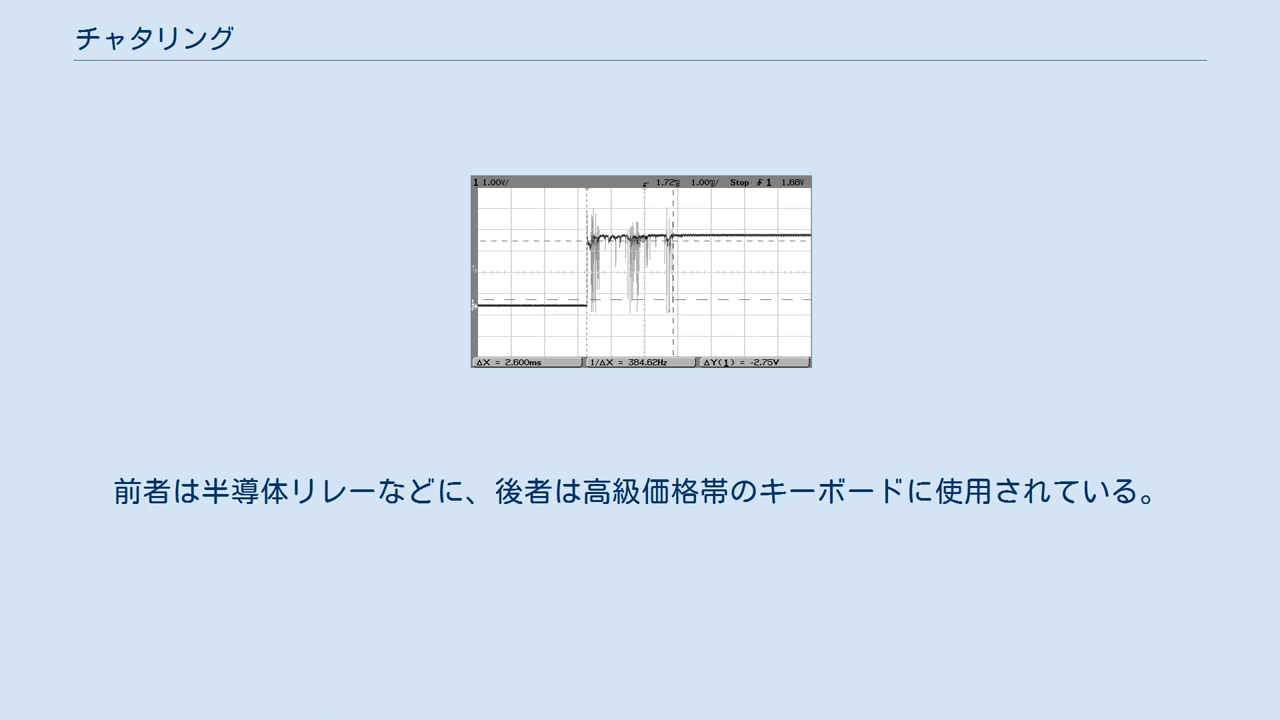 チャタリング
1 1.00V/ 1.72ms 1.00ms/ Stop 1 1.68V
ΔX = 2.600ms 1/ΔX = 384.62Hz ΔY(1) = -2.75V
前者は半導体リレーなどに、後者は高級価格帯のキーボードに使用されている。